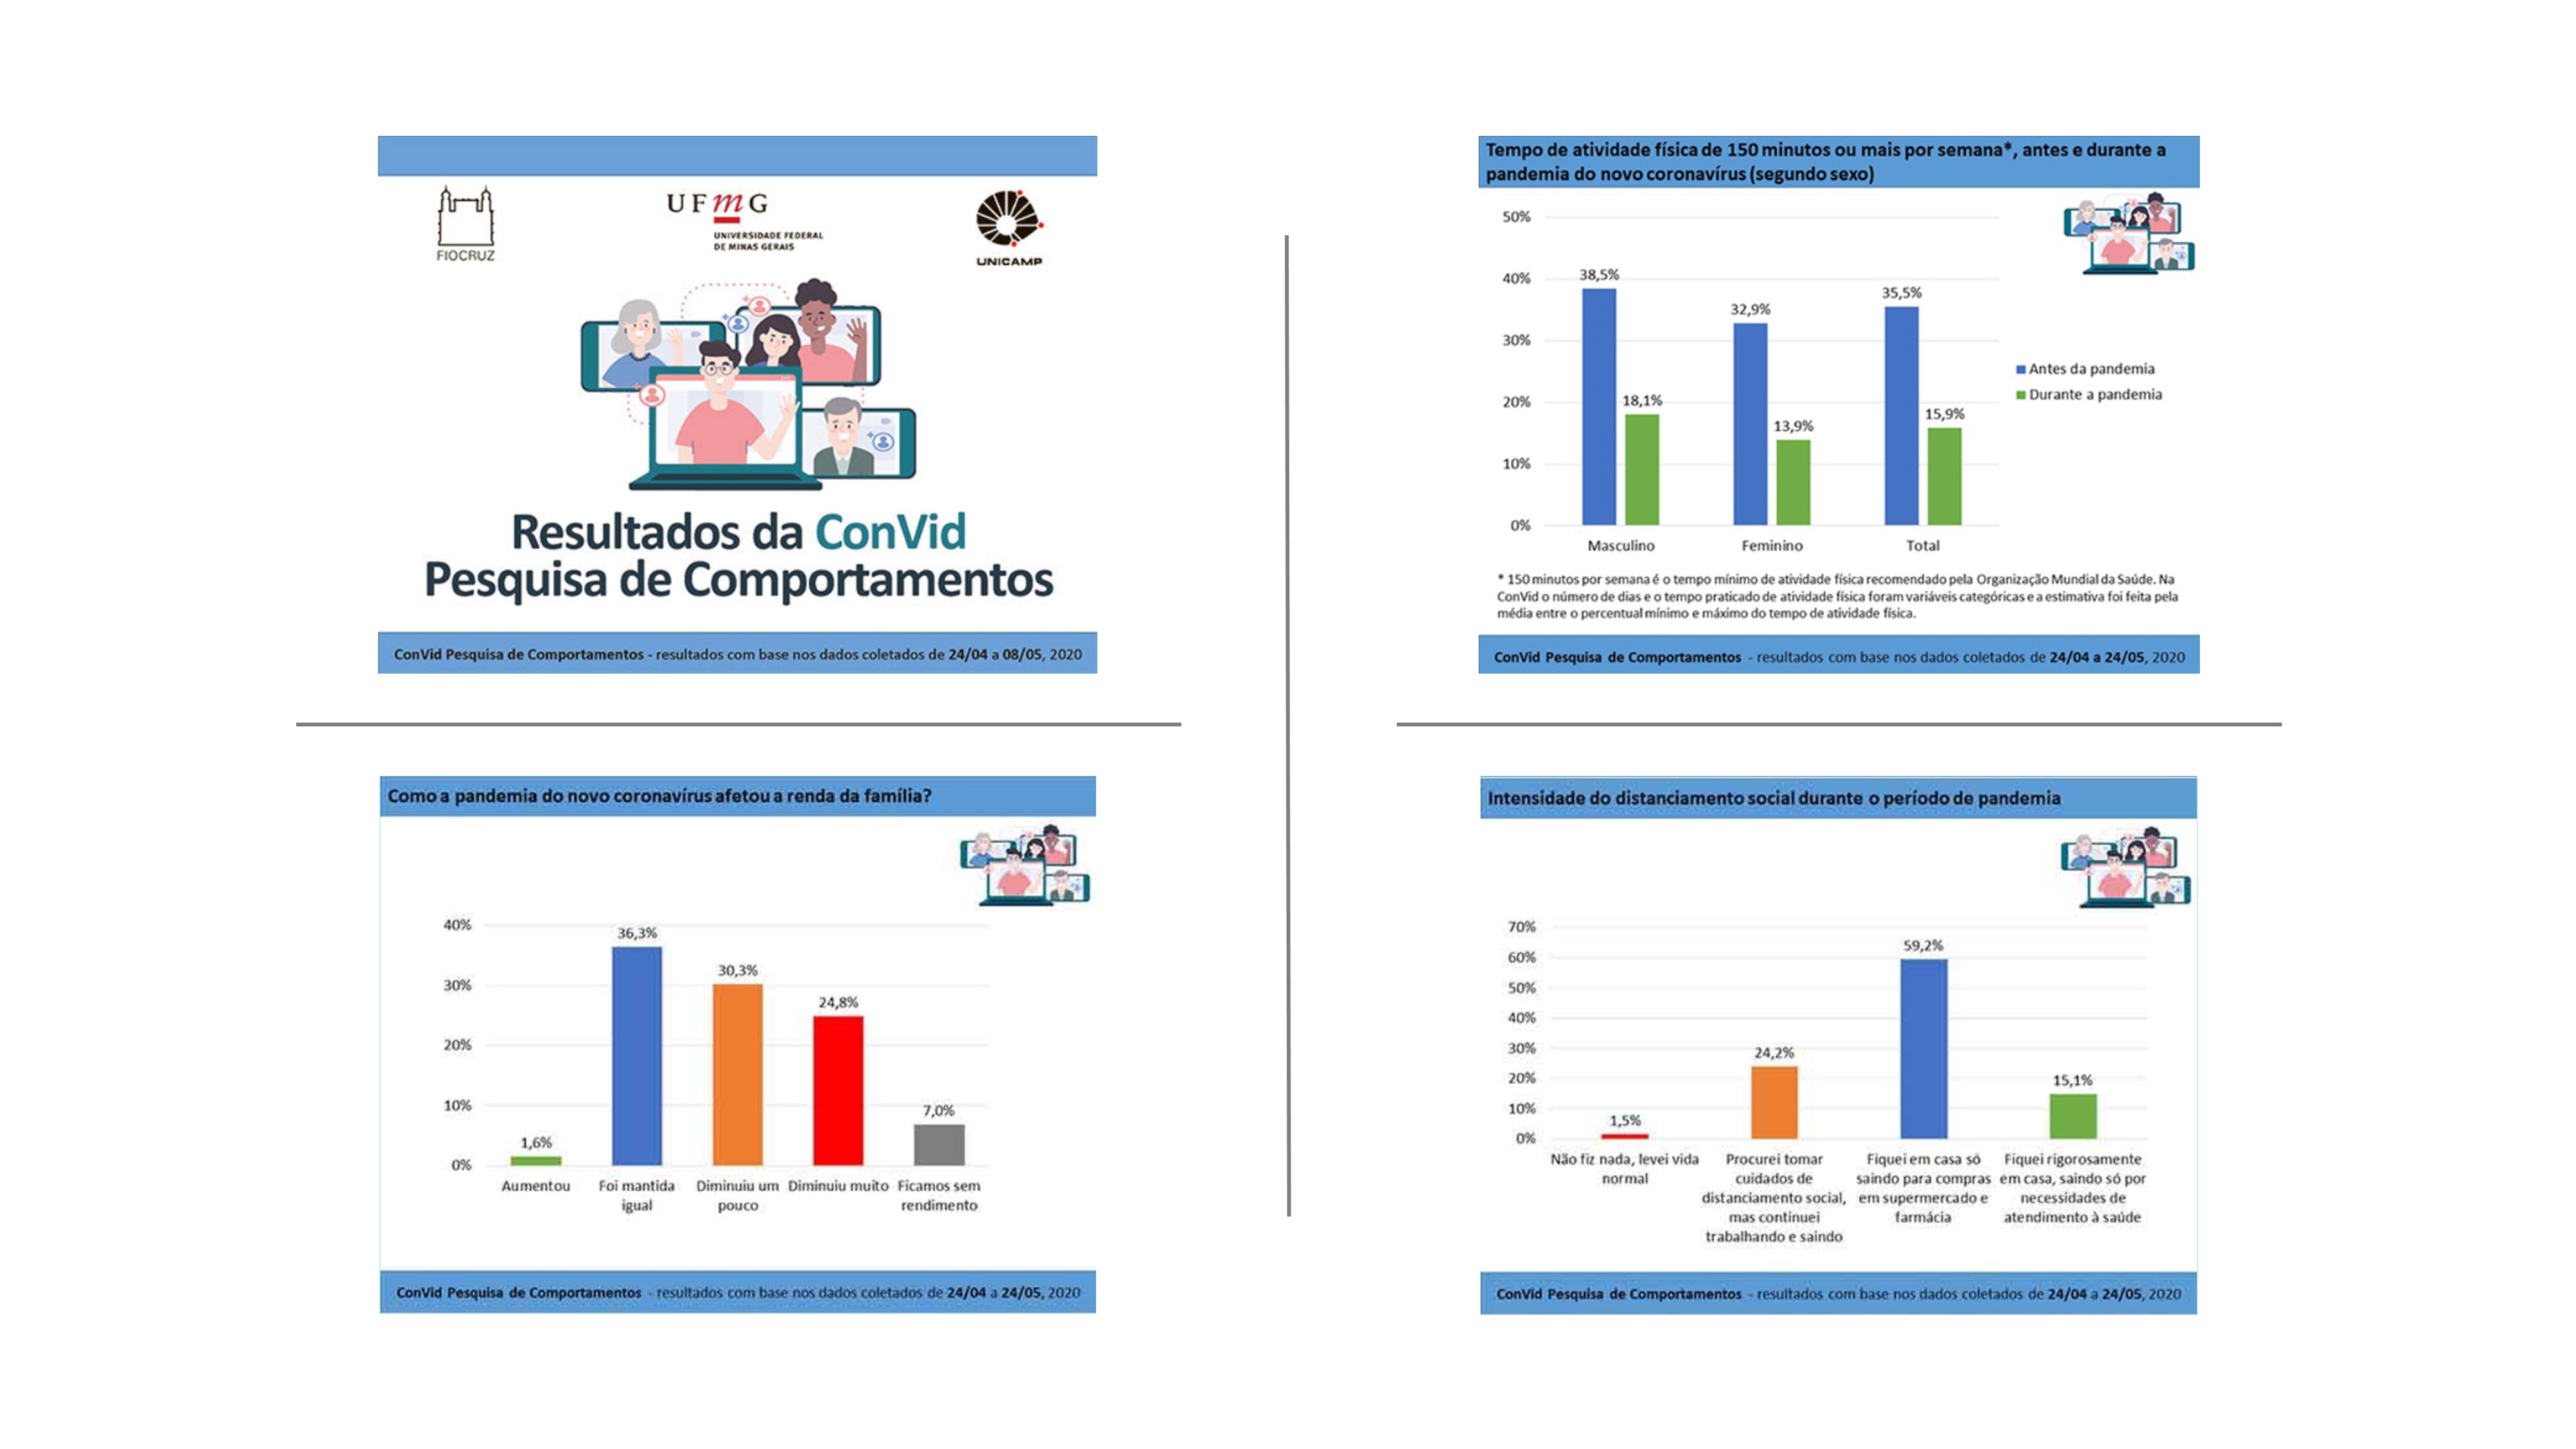 FIOCRUZ
UFmG
UNIVERSIDADE FEDERAL
DE MINAS GERAIS
UNICAMP
Resultados da ConVid
Pesquisa de Comportamentos
ConVid Pesquisa de Comportamentos - resultados com base nos dados coletados de 24/04 a 08/05, 2020
Tempo de atividade física de 150 minutos ou mais por semana*, antes e durante a
pandemia do novo coronavírus (segundo sexo)
50%
40%
30%
20%
10%
0%
38,5%
18,1%
32,9%
13,9%
35,5%
15,9%
Masculino
Feminino
Total
Antes da pandemia
Durante a pandemia
* 150 minutos por semana é o tempo mínimo de atividade física recomendado pela Organização Mundial da Saúde. Na
ConVid o número de dias e o tempo praticado de atividade física foram variáveis categóricas e a estimativa foi feita pela
média entre o percentual mínimo e máximo do tempo de atividade física.
ConVid Pesquisa de Comportamentos - resultados com base nos dados coletados de 24/04 a 24/05, 2020
Como a pandemia do novo coronavírus afetou a renda da família?
40%
30%
20%
10%
0%
1,6%
36,3%
30,3%
24,8%
7,0%
Aumentou
Foi mantida
igual
Diminuiu um
pouco
Diminuiu muito
Ficamos sem
rendimento
ConVid Pesquisa de Comportamentos - resultados com base nos dados coletados de 24/04 a 24/05, 2020
Intensidade do distanciamento social durante o período de pandemia
70%
60%
50%
40%
30%
20%
10%
0%
1,5%
24,2%
59,2%
15,1%
Não fiz nada, levei vida
normal
Procurei tomar
cuidados de
distanciamento social,
mas continuei
trabalhando e saindo
Fiquei em casa só
saindo para compras
em supermercado e
farmácia
Fiquei rigorosamente
em casa, saindo só por
necessidades de
atendimento à saúde
ConVid Pesquisa de Comportamentos - resultados com base nos dados coletados de 24/04 a 24/05, 2020